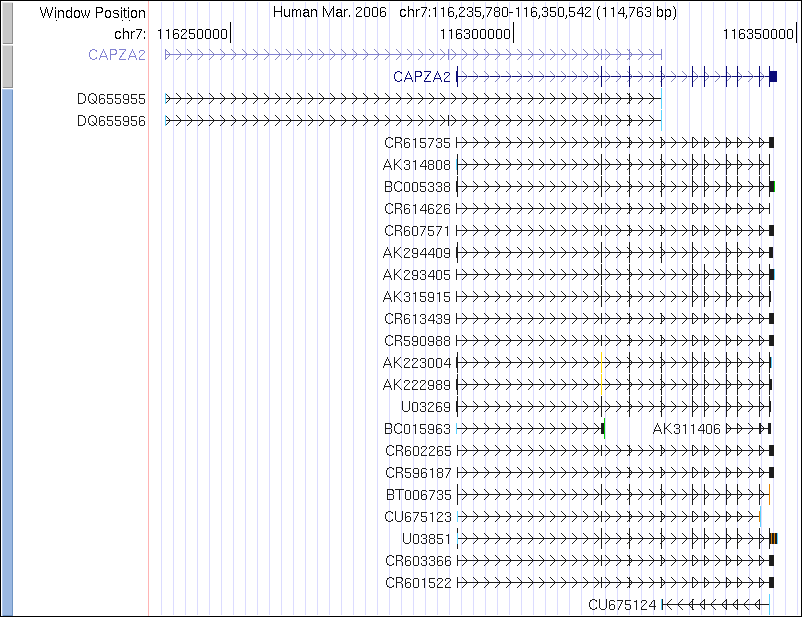 Window Position Human Mar. 2006 chr7:116,235,780-116,350,542 (114,763 bp)
chr7: 116250000 116300000 116350000
CAPZA2
CAPZA2
DQ655955
DQ655956
CR615735
AK314808
BC005338
CR614626
CR607571
AK294409
AK293405
AK315915
CR613439
CR590988
AK223004
AK222989
U03269
BC015963 AK311406
CR602265
CR596187
BT006735
CU675123
U03851
CR603366
CR601522
CU675124